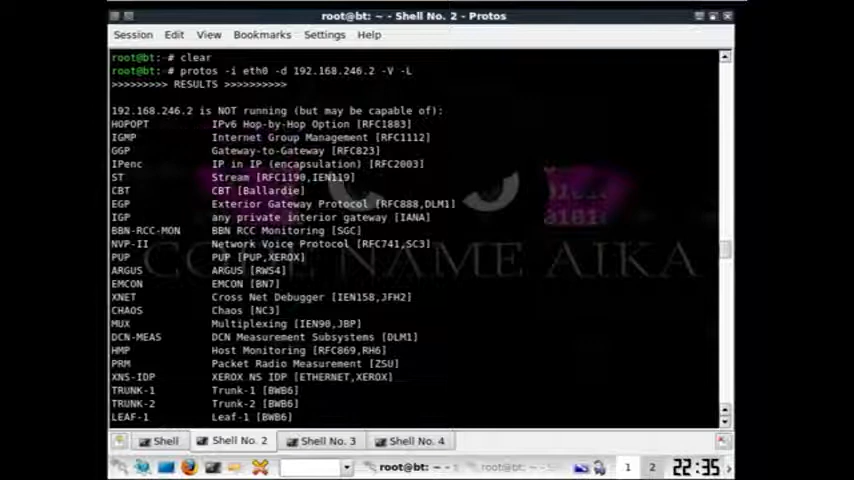 root@bt: ~ - Shell No. 2 - Protos
Session Edit View Bookmarks Settings Help
root@bt:~# clear
root@bt:~# protos -i eth0 -d 192.168.246.2 -V -L
>>>>>>>>> RESULTS >>>>>>>>>>
192.168.246.2 is NOT running (but may be capable of):
HOPOPT IPv6 Hop-by-Hop Option [RFC1883]
IGMP Internet Group Management [RFC1112]
GGP Gateway-to-Gateway [RFC823]
IPenc IP in IP (encapsulation) [RFC2003]
ST Stream [RFC1190,IEN119]
CBT CBT [Ballardie]
EGP Exterior Gateway Protocol [RFC888,DLM1]
IGP any private interior gateway [IANA]
BBN-RCC-MON BBN RCC Monitoring [SGC]
NVP-II Network Voice Protocol [RFC741,SC3]
PUP PUP [PUP,XEROX]
ARGUS ARGUS [RWS4]
EMCON EMCON [BN7]
XNET Cross Net Debugger [IEN158,JFH2]
CHAOS Chaos [NC3]
MUX Multiplexing [IEN90,JBP]
DCN-MEAS DCN Measurement Subsystems [DLM1]
HMP Host Monitoring [RFC869,RH6]
PRM Packet Radio Measurement [ZSU]
XNS-IDP XEROX NS IDP [ETHERNET,XEROX]
TRUNK-1 Trunk-1 [BWB6]
TRUNK-2 Trunk-2 [BWB6]
LEAF-1 Leaf-1 [BWB6]
CODE NAME AIKA
Shell Shell No. 2 Shell No. 3 Shell No. 4
root@bt: ~ - root@bt: ~ - 1 2 22:35